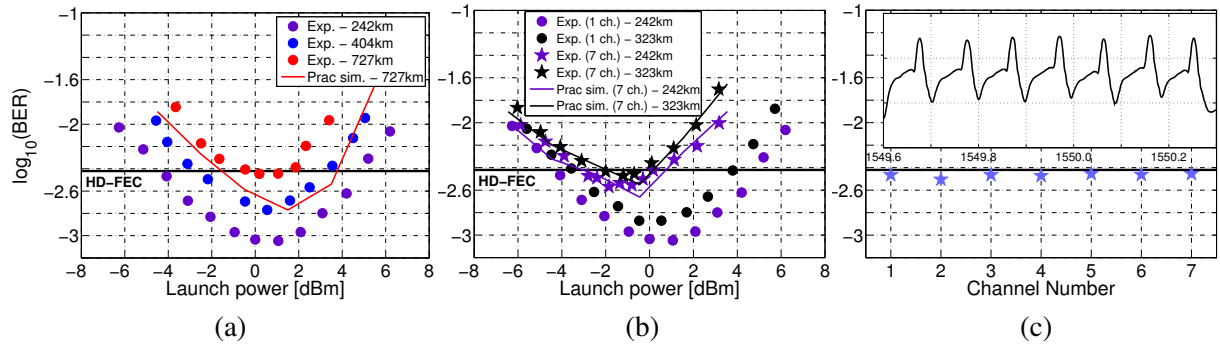 −1
−1.6
−2
−2.6
−3
−8 −6 −4 −2 0 2 4 6 8
log10(BER)
Launch power [dBm]
HD−FEC
Exp. − 242km
Exp. − 404km
Exp. − 727km
Prac sim. − 727km
(a)
−1
−1.6
−2
−2.6
−3
−6 −4 −2 0 2 4 6 8
Launch power [dBm]
HD−FEC
Exp. (1 ch.) − 242km
Exp. (1 ch.) − 323km
Exp. (7 ch.) − 242km
Exp. (7 ch.) − 323km
Prac sim. (7 ch.) − 242km
Prac sim. (7 ch.) − 323km
(b)
−1
−1.6
−2
−2.6
−3
1549.6 1549.8 1550.0 1550.2
HD−FEC
1 2 3 4 5 6 7
Channel Number
(c)